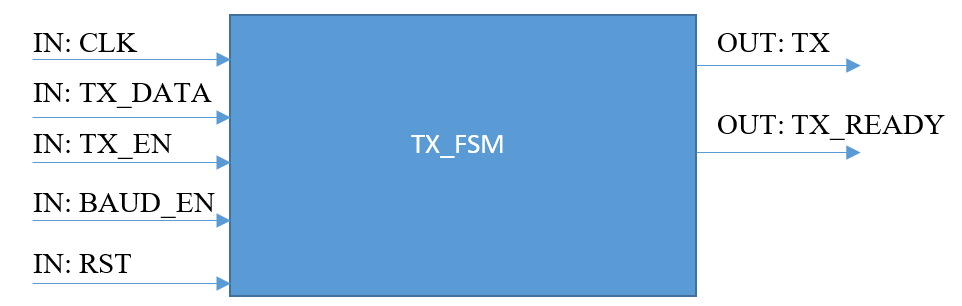 IN: CLK
IN: TX_DATA
IN: TX_EN
IN: BAUD_EN
IN: RST
TX_FSM
OUT: TX
OUT: TX_READY